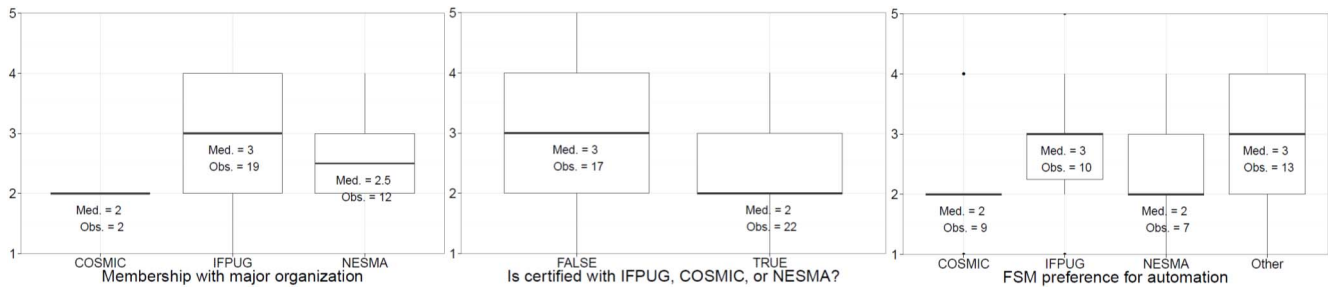 5
4
3
2
1
Med. = 2
Obs. = 2
Med. = 3
Obs. = 19
Med. = 2.5
Obs. = 12
COSMIC IFPUG NESMA
Membership with major organization
5
4
3
2
1
Med. = 3
Obs. = 17
Med. = 2
Obs. = 22
FALSE TRUE
Is certified with IFPUG, COSMIC, or NESMA?
5
4
3
2
1
Med. = 2
Obs. = 9
Med. = 3
Obs. = 10
Med. = 2
Obs. = 7
Med. = 3
Obs. = 13
COSMIC IFPUG NESMA Other
FSM preference for automation